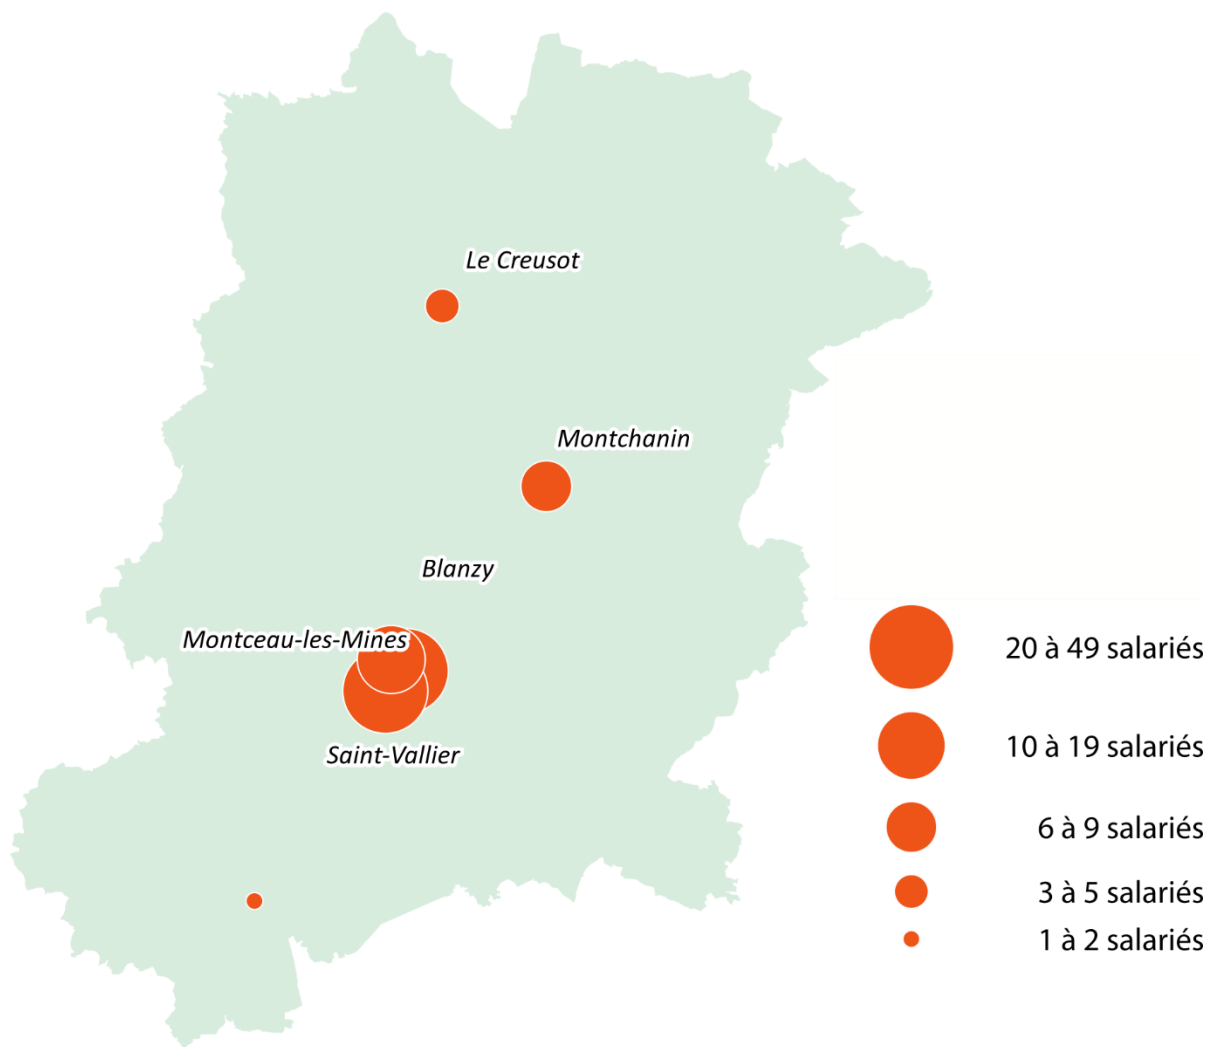 Le Creusot
Montchanin
Blanzy
Montceau-les-Mines
Saint-Vallier
20 à 49 salariés
10 à 19 salariés
6 à 9 salariés
3 à 5 salariés
1 à 2 salariés